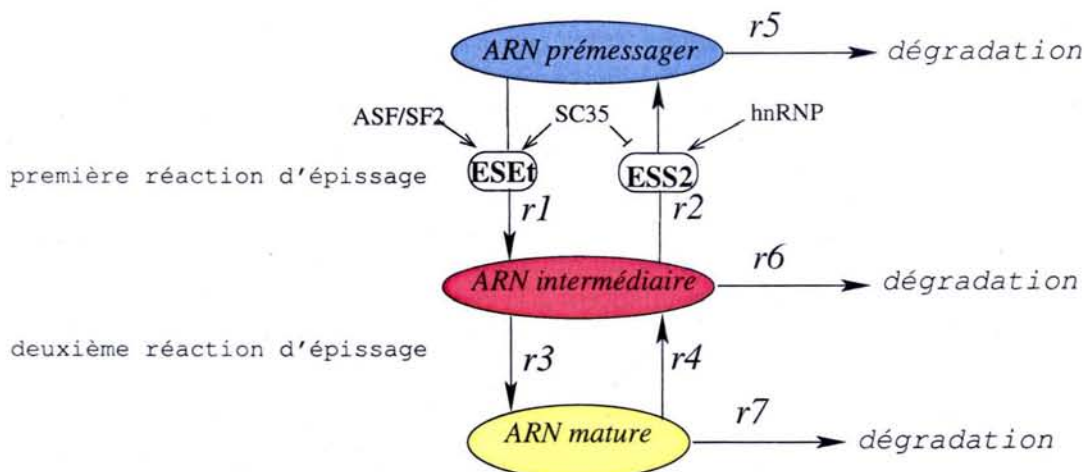 r5
ARN prémessager
dégradation
ASF/SF2
SC35
hnRNP
première réaction d'épissage
ESEt
ESS2
r1
r2
r6
ARN intermédiaire
dégradation
deuxième réaction d'épissage
r3
r4
r7
ARN mature
dégradation